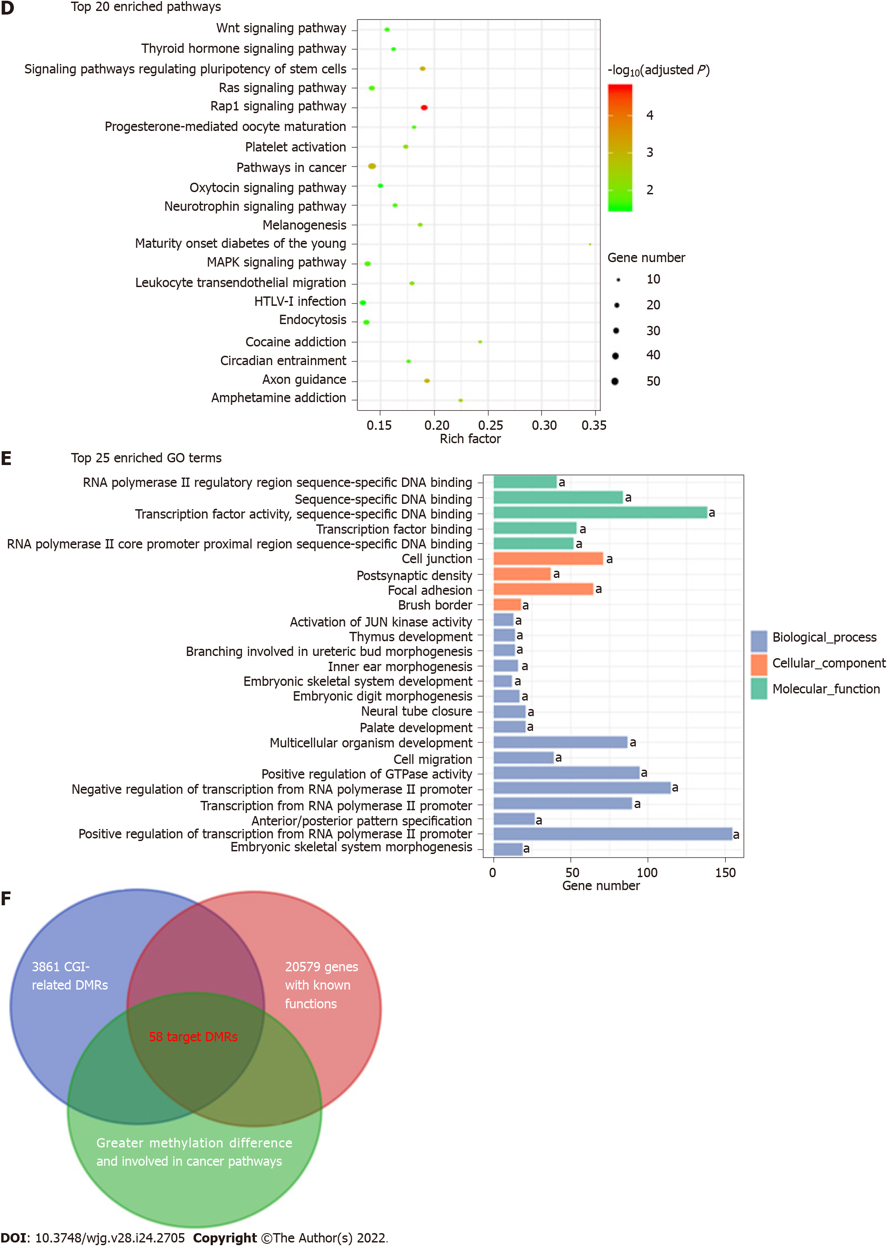 D
Top 20 enriched pathways
Wnt signaling pathway
Thyroid hormone signaling pathway
Signaling pathways regulating pluripotency of stem cells
Ras signaling pathway
Rap1 signaling pathway
Progesterone-mediated oocyte maturation
Platelet activation
Pathways in cancer
Oxytocin signaling pathway
Neurotrophin signaling pathway
Melanogenesis
Maturity onset diabetes of the young
MAPK signaling pathway
Leukocyte transendothelial migration
HTLV-I infection
Endocytosis
Cocaine addiction
Circadian entrainment
Axon guidance
Amphetamine addiction
0.15 0.20 0.25 0.30 0.35
Rich factor
-log10(adjusted P)
4
3
2
Gene number
10
20
30
40
50
E
Top 25 enriched GO terms
RNA polymerase II regulatory region sequence-specific DNA binding a
Sequence-specific DNA binding a
Transcription factor activity, sequence-specific DNA binding a
Transcription factor binding a
RNA polymerase II core promoter proximal region sequence-specific DNA binding a
Cell junction a
Postsynaptic density a
Focal adhesion a
Brush border a
Activation of JUN kinase activity a
Thymus development a
Branching involved in ureteric bud morphogenesis a
Inner ear morphogenesis a
Embryonic skeletal system development a
Embryonic digit morphogenesis a
Neural tube closure a
Palate development a
Multicellular organism development a
Cell migration a
Positive regulation of GTPase activity a
Negative regulation of transcription from RNA polymerase II promoter a
Transcription from RNA polymerase II promoter a
Anterior/posterior pattern specification a
Positive regulation of transcription from RNA polymerase II promoter a
Embryonic skeletal system morphogenesis a
0 50 100 150
Gene number
Biological_process
Cellular_component
Molecular_function
F
3861 CGI-
related DMRs
20579 genes
with known
functions
58 target DMRs
Greater methylation difference
and involved in cancer pathways
DOI: 10.3748/wjg.v28.i24.2705 Copyright ©The Author(s) 2022.